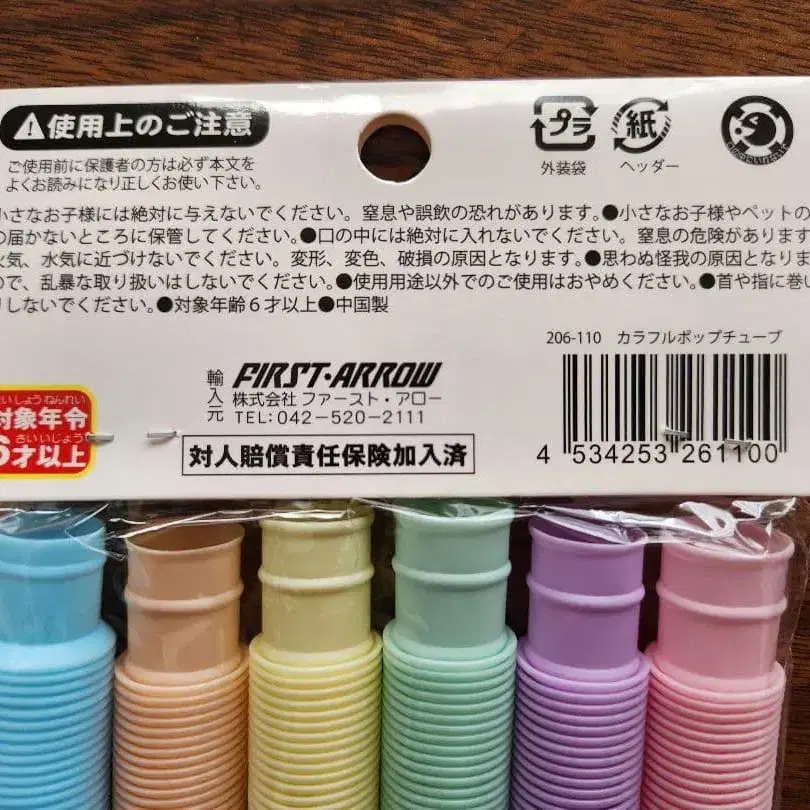 使用上のご注意
ご使用前に保護者の方は必ず本文を
よくお読みになり正しくお使い下さい。
プラ
外装袋
紙
ヘッダー
小さなお子様には絶対に与えないでください。窒息や誤飲の恐れがあります。●小さなお子様やペットの
の届かないところに保管してください。●口の中には絶対に入れないでください。窒息の危険があります
火気、水気に近づけないでください。変形、変色、破損の原因となります。●思わぬ怪我の原因となりま
ので、乱暴な取り扱いはしないでください。●使用用途以外でのご使用はおやめください。●首や指に巻い
りしないでください。●対象年齢６才以上●中国製
206-110 カラフルポップチューブ
輸入元
FIRST・ARROW
株式会社 ファースト・アロー
TEL:042-520-2111
対人賠償責任保険加入済
4 534253 261100
いしょうねんれい
対象年令
さいいじょう
6才以上